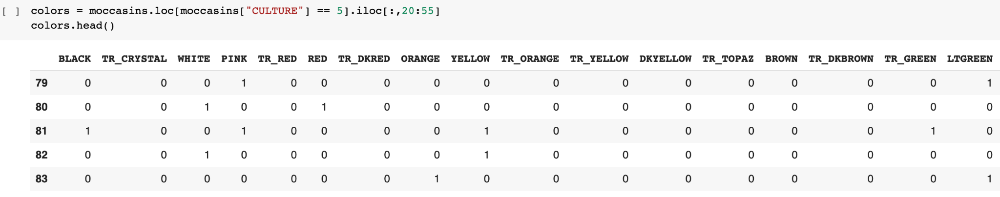 [ ] colors = moccasins.loc[moccasins["CULTURE"] == 5].iloc[:,20:55]
colors.head()
BLACK TR_CRYSTAL WHITE PINK TR_RED RED TR_DKRED ORANGE YELLOW TR_ORANGE TR_YELLOW DKYELLOW TR_TOPAZ BROWN TR_DKBROWN TR_GREEN LTGREEN
79 0 0 0 1 0 0 0 0 0 0 0 0 0 0 0 0 1
80 0 0 1 0 0 1 0 0 0 0 0 0 0 0 0 0 0
81 1 0 0 1 0 0 0 0 1 0 0 0 0 0 0 1 0
82 0 0 1 0 0 0 0 0 1 0 0 0 0 0 0 0 0
83 0 0 0 0 0 0 0 1 0 0 0 0 0 0 0 0 1